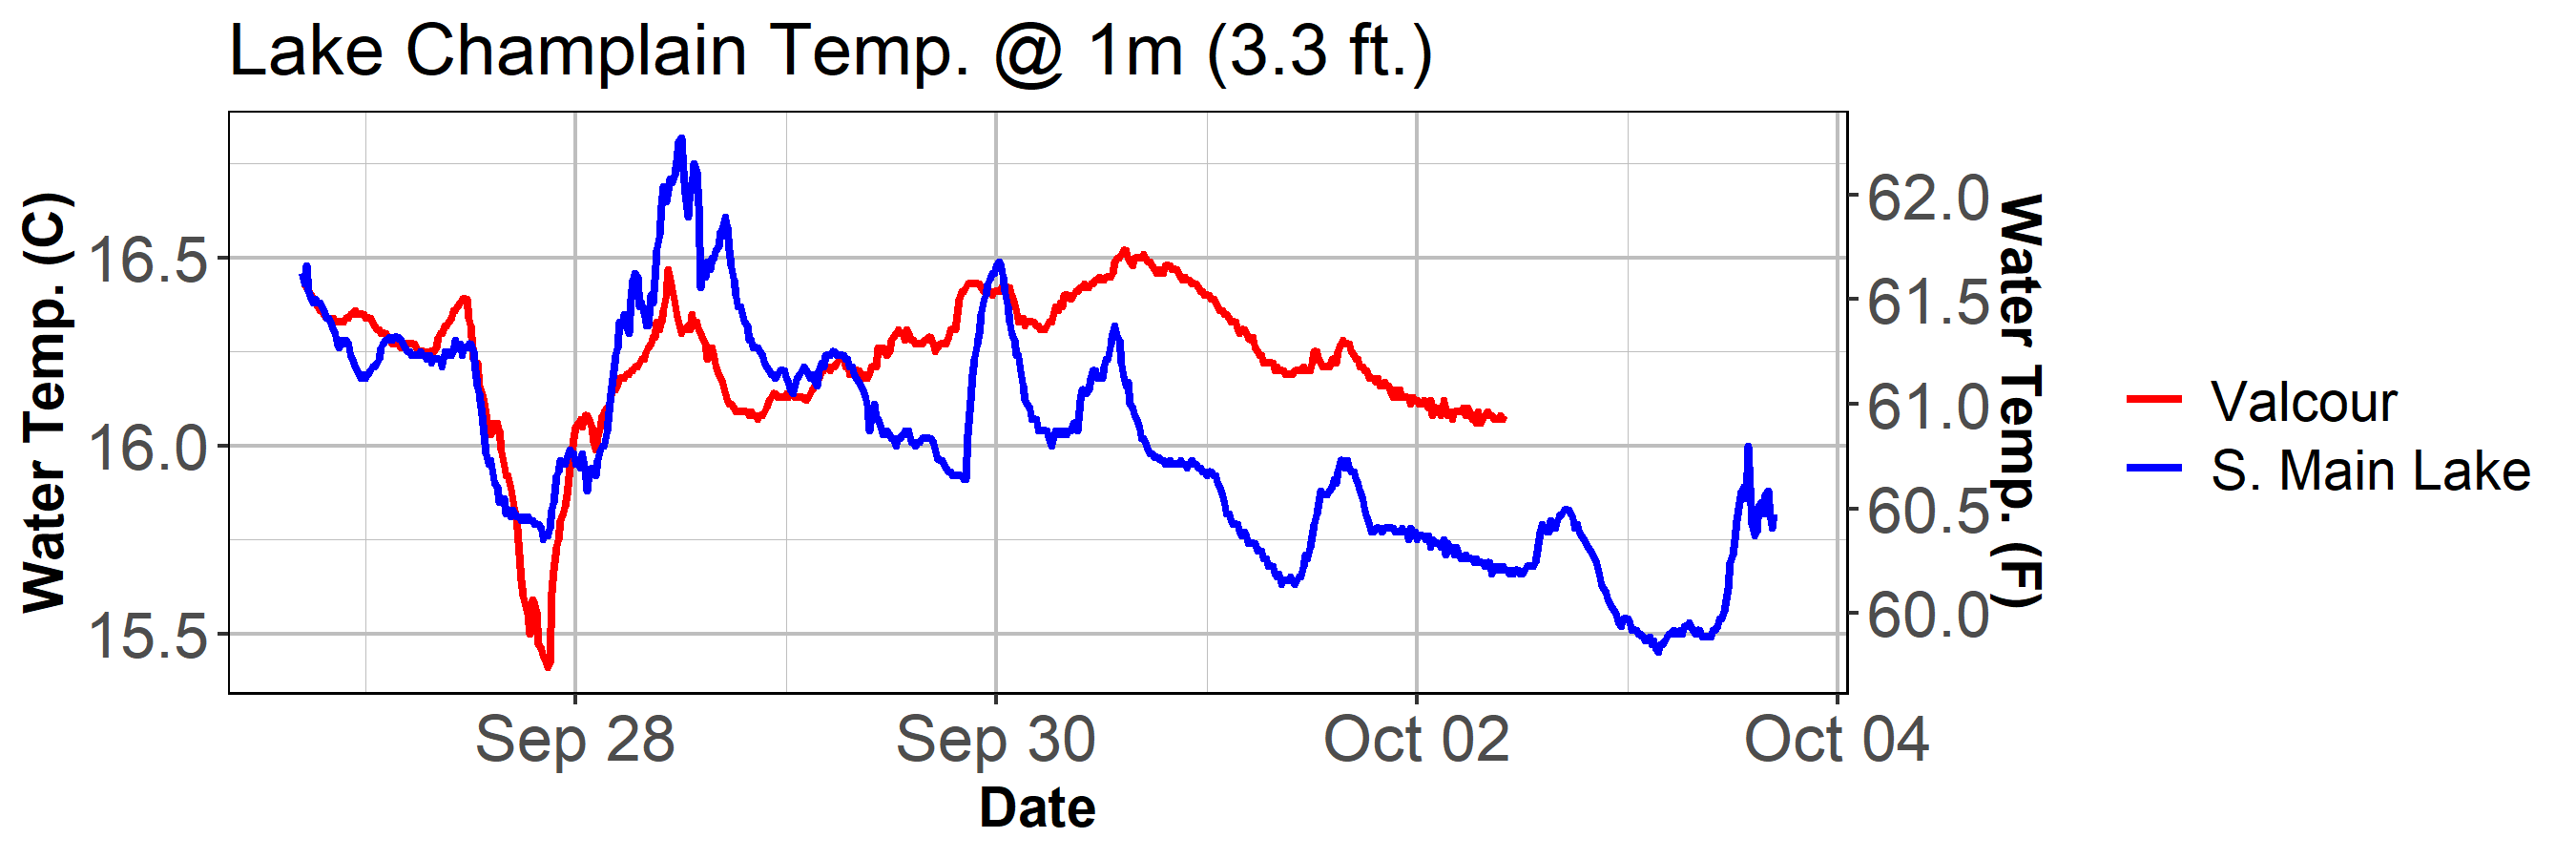 Lake Champlain Temp. @ 1m (3.3 ft.)
Water Temp. (C)
16.5
16.0
15.5
62.0
61.5
61.0
60.5
60.0
Water Temp. (F)
Sep 28
Sep 30
Oct 02
Oct 04
Date
Valcour
S. Main Lake